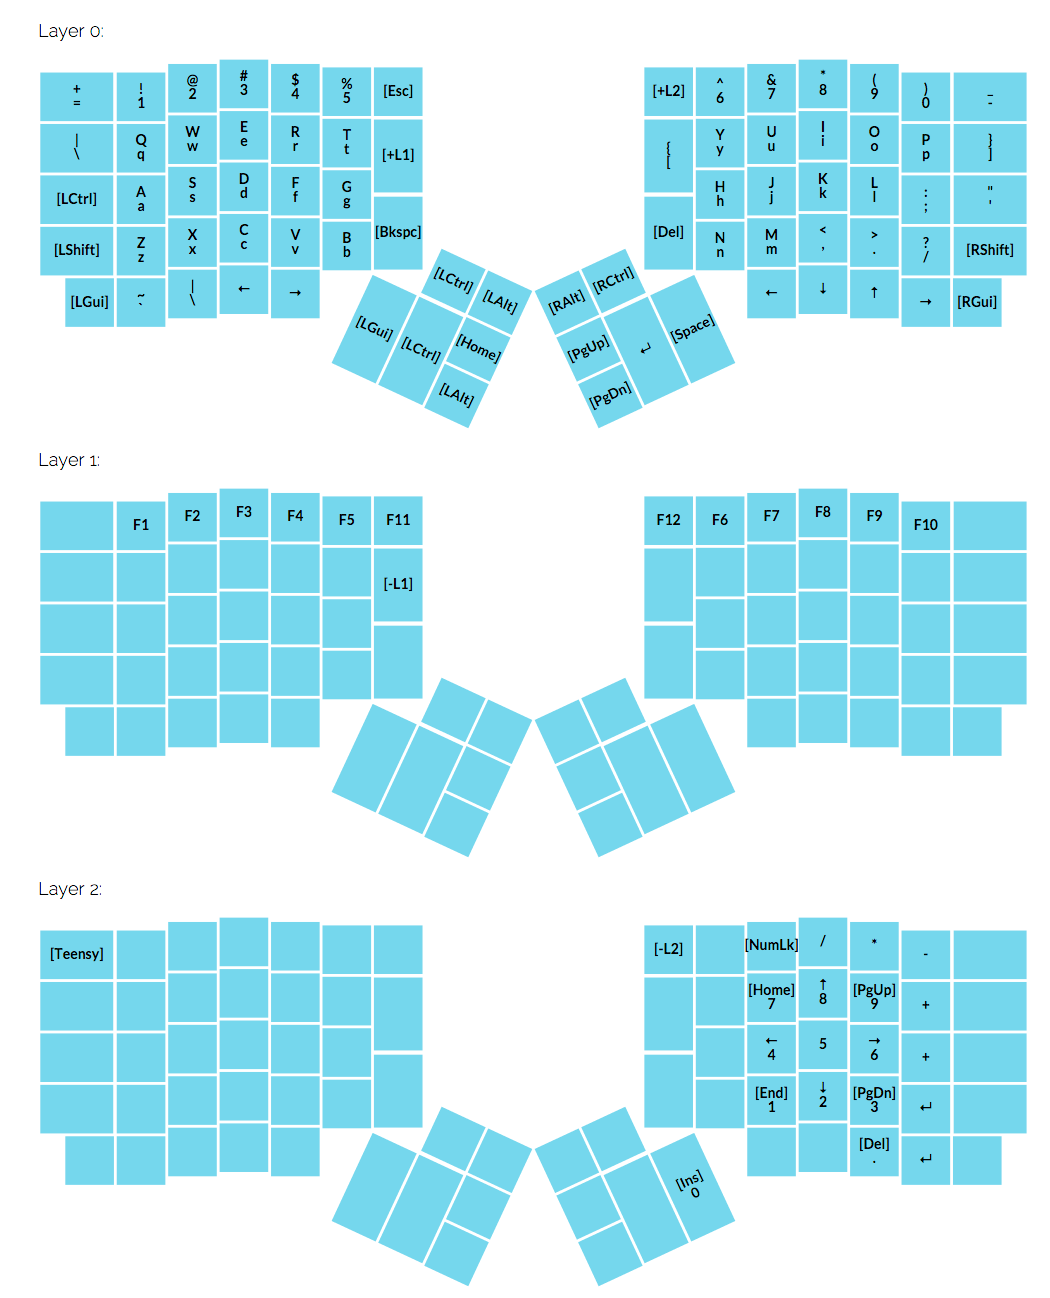 Layer 0:
+ ! @ # $ % [Esc] [+L2] ^ & * ( ) _
= 1 2 3 4 5 6 7 8 9 0 -
| Q W E R T [+L1] { Y U I O P }
\ q w e r t [ y u i o p ]
[LCtrl] A S D F G H J K L : "
a s d f g h j k l ; '
[LShift] Z X C V B [Bkspc] [Del] N M < > ? [RShift]
z x c v b n m , . /
[LGui] ~ | ← → ← ↓ ↑ → [RGui]
` \
[LCtrl] [LAlt] [RAlt] [RCtrl]
[LGui] [LCtrl] [Home] [PgUp] ↵ [Space]
[LAlt] [PgDn]
Layer 1:
F1 F2 F3 F4 F5 F11 F12 F6 F7 F8 F9 F10
[-L1]
Layer 2:
[Teensy] [-L2] [NumLk] / * -
[Home] ↑ [PgUp] +
7 8 9
← 5 → +
4 6
[End] ↓ [PgDn] ↵
1 2 3
[Del] ↵
.
[Ins]
0